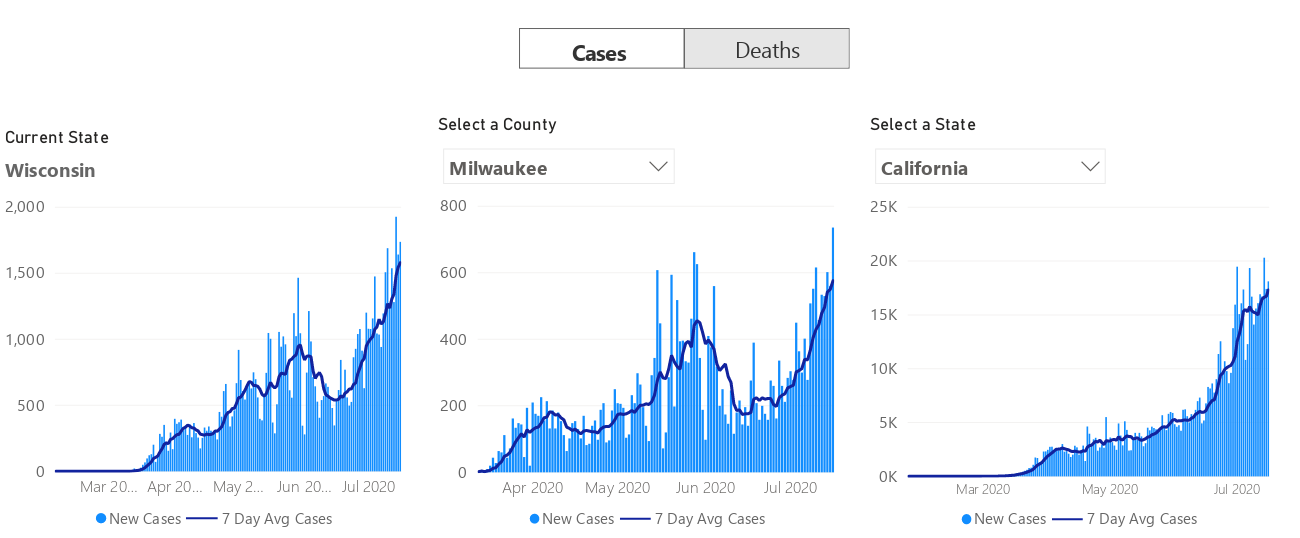 Cases Deaths
Current State
Wisconsin
2,000
1,500
1,000
500
0
Mar 20... Apr 20... May 2... Jun 20... Jul 2020
New Cases 7 Day Avg Cases
Select a County
Milwaukee
800
600
400
200
0
Apr 2020 May 2020 Jun 2020 Jul 2020
New Cases 7 Day Avg Cases
Select a State
California
25K
20K
15K
10K
5K
0K
Mar 2020 May 2020 Jul 2020
New Cases 7 Day Avg Cases